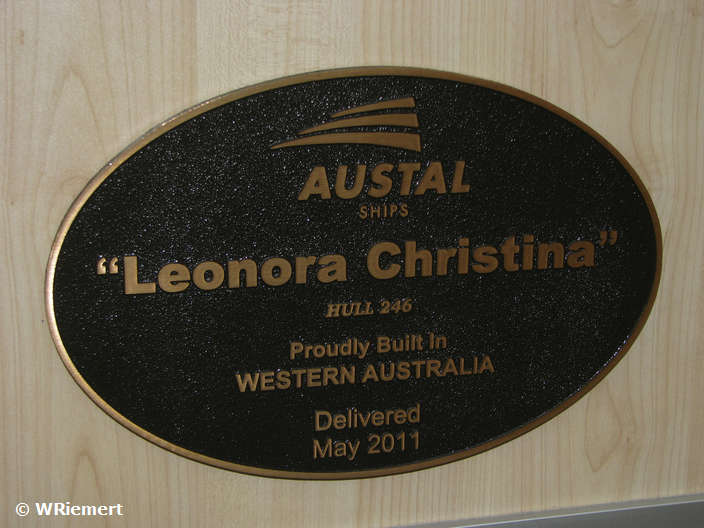 AUSTAL
SHIPS
“Leonora Christina”
HULL 246
Proudly Built In
WESTERN AUSTRALIA
Delivered
May 2011
© WRiemert